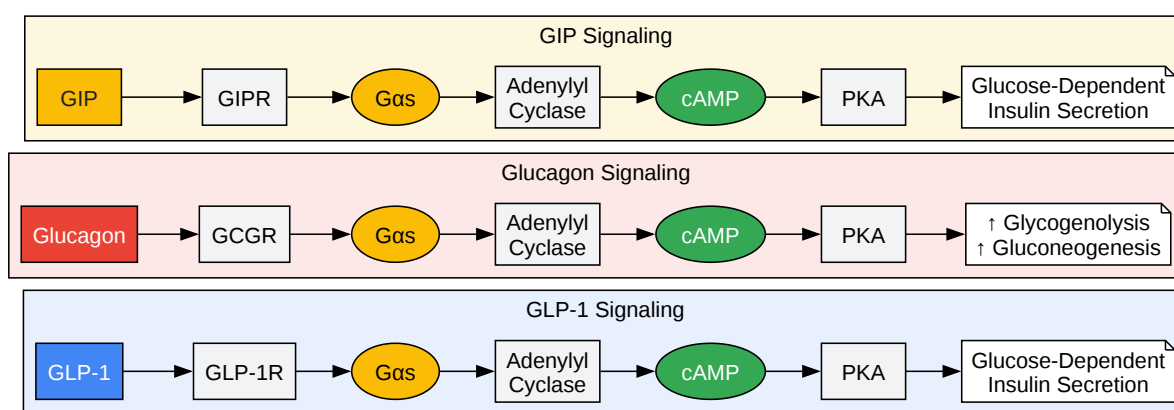 GIP Signaling
GIP
GIPR
Gαs
Adenylyl
Cyclase
cAMP
PKA
Glucose-Dependent
Insulin Secretion
Glucagon Signaling
Glucagon
GCGR
Gαs
Adenylyl
Cyclase
cAMP
PKA
↑ Glycogenolysis
↑ Gluconeogenesis
GLP-1 Signaling
GLP-1
GLP-1R
Gαs
Adenylyl
Cyclase
cAMP
PKA
Glucose-Dependent
Insulin Secretion